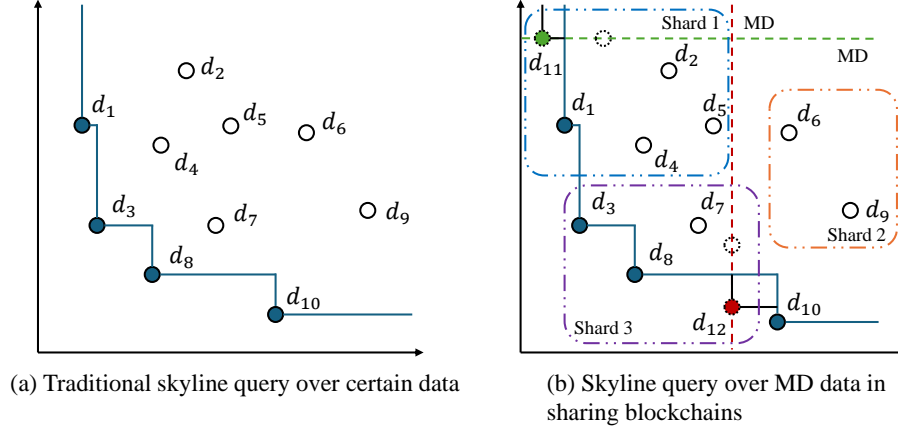 d₁
d₂
d₃
d₄
d₅
d₆
d₇
d₈
d₉
d₁₀
(a) Traditional skyline query over certain data
Shard 1
MD
MD
d₁₁
d₂
d₁
d₅
d₆
d₄
d₃
d₇
d₉
Shard 2
d₈
d₁₀
Shard 3
d₁₂
(b) Skyline query over MD data in
sharing blockchains